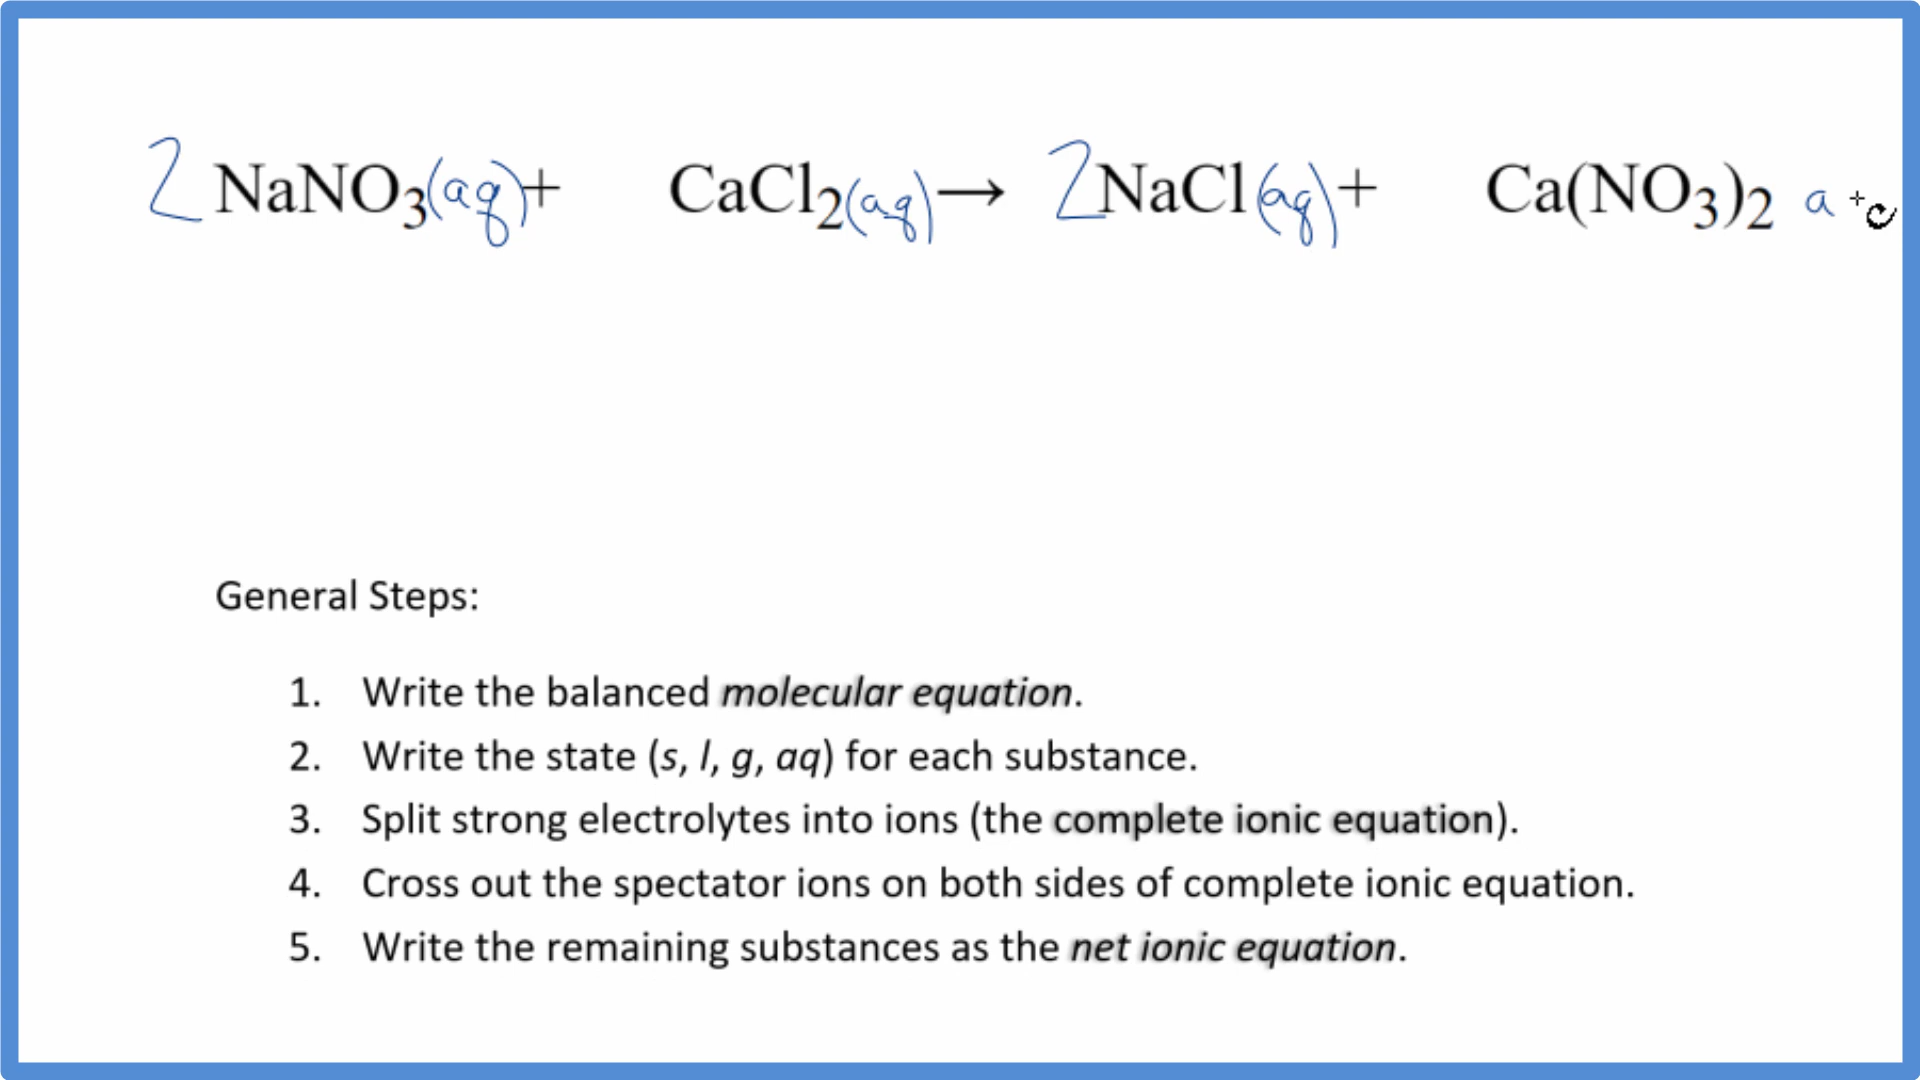 2 NaNO₃(aq) + CaCl₂(aq) → 2 NaCl(aq) + Ca(NO₃)₂ a
General Steps:
1. Write the balanced molecular equation.
2. Write the state (s, l, g, aq) for each substance.
3. Split strong electrolytes into ions (the complete ionic equation).
4. Cross out the spectator ions on both sides of complete ionic equation.
5. Write the remaining substances as the net ionic equation.